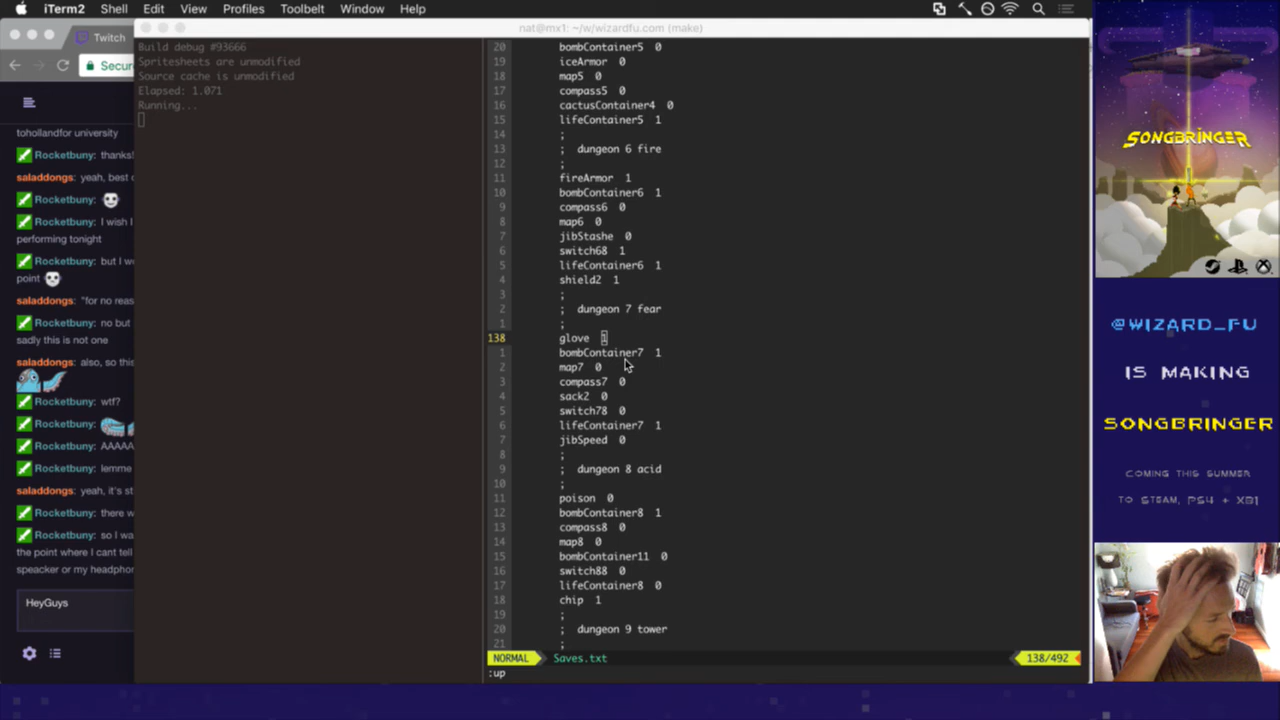 iTerm2 Shell Edit View Profiles Toolbelt Window Help
nat@mx1: ~/w/wizardfu.com (make)
Twitch
Secur
tohollandfor university
Rocketbuny: thanks!
saladdongs: yeah, best
Rocketbuny:
Rocketbuny: I wish I
performing tonight
Rocketbuny: but I w
point
saladdongs: "for no reas
Rocketbuny: no but
sadly this is not one
saladdongs: also, so this
Rocketbuny: wtf?
Rocketbuny:
Rocketbuny: AAAAA
Rocketbuny: lemme
saladdongs: yeah, it's st
Rocketbuny: there w
Rocketbuny: so I wa
the point where I cant tell
speacker or my headphor
HeyGuys
Build debug #93666
Spritesheets are unmodified
Source cache is unmodified
Elapsed: 1.071
Running...
20 bombContainer5 0
19 iceArmor 0
18 map5 0
17 compass5 0
16 cactusContainer4 0
15 lifeContainer5 1
14 ;
13 ; dungeon 6 fire
12 ;
11 fireArmor 1
10 bombContainer6 1
9 compass6 0
8 map6 0
7 jibStashe 0
6 switch68 1
5 lifeContainer6 1
4 shield2 1
3 ;
2 ; dungeon 7 fear
1 ;
138 glove 1
1 bombContainer7 1
2 map7 0
3 compass7 0
4 sack2 0
5 switch78 0
6 lifeContainer7 1
7 jibSpeed 0
8 ;
9 ; dungeon 8 acid
10 ;
11 poison 0
12 bombContainer8 1
13 compass8 0
14 map8 0
15 bombContainer11 0
16 switch88 0
17 lifeContainer8 0
18 chip 1
19 ;
20 ; dungeon 9 tower
21 ;
NORMAL Saves.txt 138/492
:up
SONGBRINGER
@WIZARD_FU
IS MAKING
SONGBRINGER
COMING THIS SUMMER
TO STEAM, PS4 + XB1